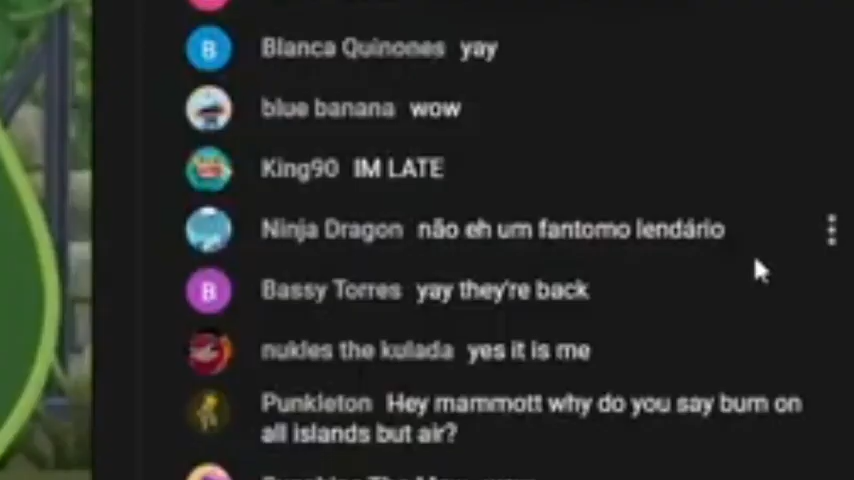 B Blanca Quinones yay
blue banana wow
King90 IM LATE
Ninja Dragon não eh um fantomo lendário
B Bassy Torres yay they're back
nukles the kulada yes it is me
Punkleton Hey mammott why do you say bum on
all islands but air?